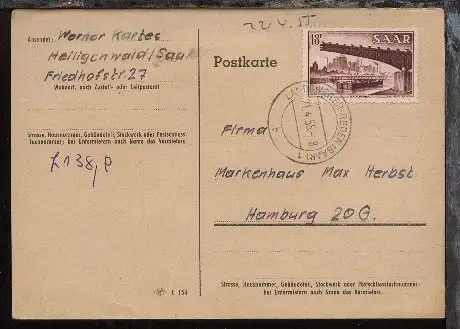 22/4.55
Absender: Werner Kartes
Heiligenwald/Saar
Friedhofstr 27
Wohnort, auch Zustell- oder Leitpostamt
Postkarte
18F SAAR
Strasse, Hausnummer, Gebäudeteil, Stockwerk oder Postschliess-
fachnummer; bei Untermietern auch Name des Vermieters
£138,p
Firma
Markenhaus Max Herbst
Hamburg 20G.
Strasse, Hausnummer, Gebäudeteil, Stockwerk oder Postschliessfachnummer;
bei Untermietern auch Name des Vermieters.
C 154